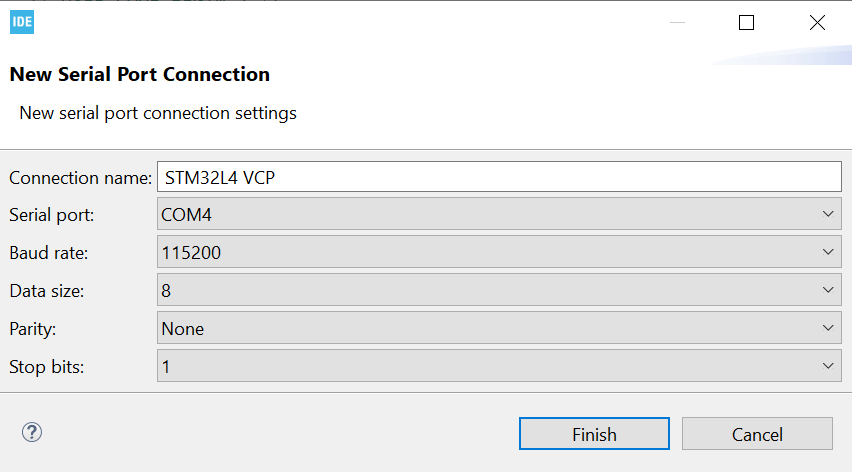 IDE
New Serial Port Connection
New serial port connection settings
Connection name: STM32L4 VCP
Serial port: COM4
Baud rate: 115200
Data size: 8
Parity: None
Stop bits: 1
? Finish Cancel